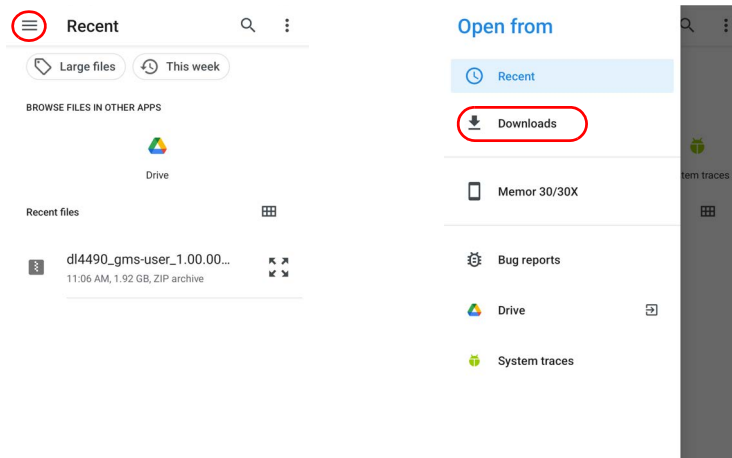 Recent
Large files
This week
BROWSE FILES IN OTHER APPS
Drive
Recent files
dl4490_gms-user_1.00.00...
11:06 AM, 1.92 GB, ZIP archive
Open from
Recent
Downloads
Memor 30/30X
Bug reports
Drive
System traces
tem traces